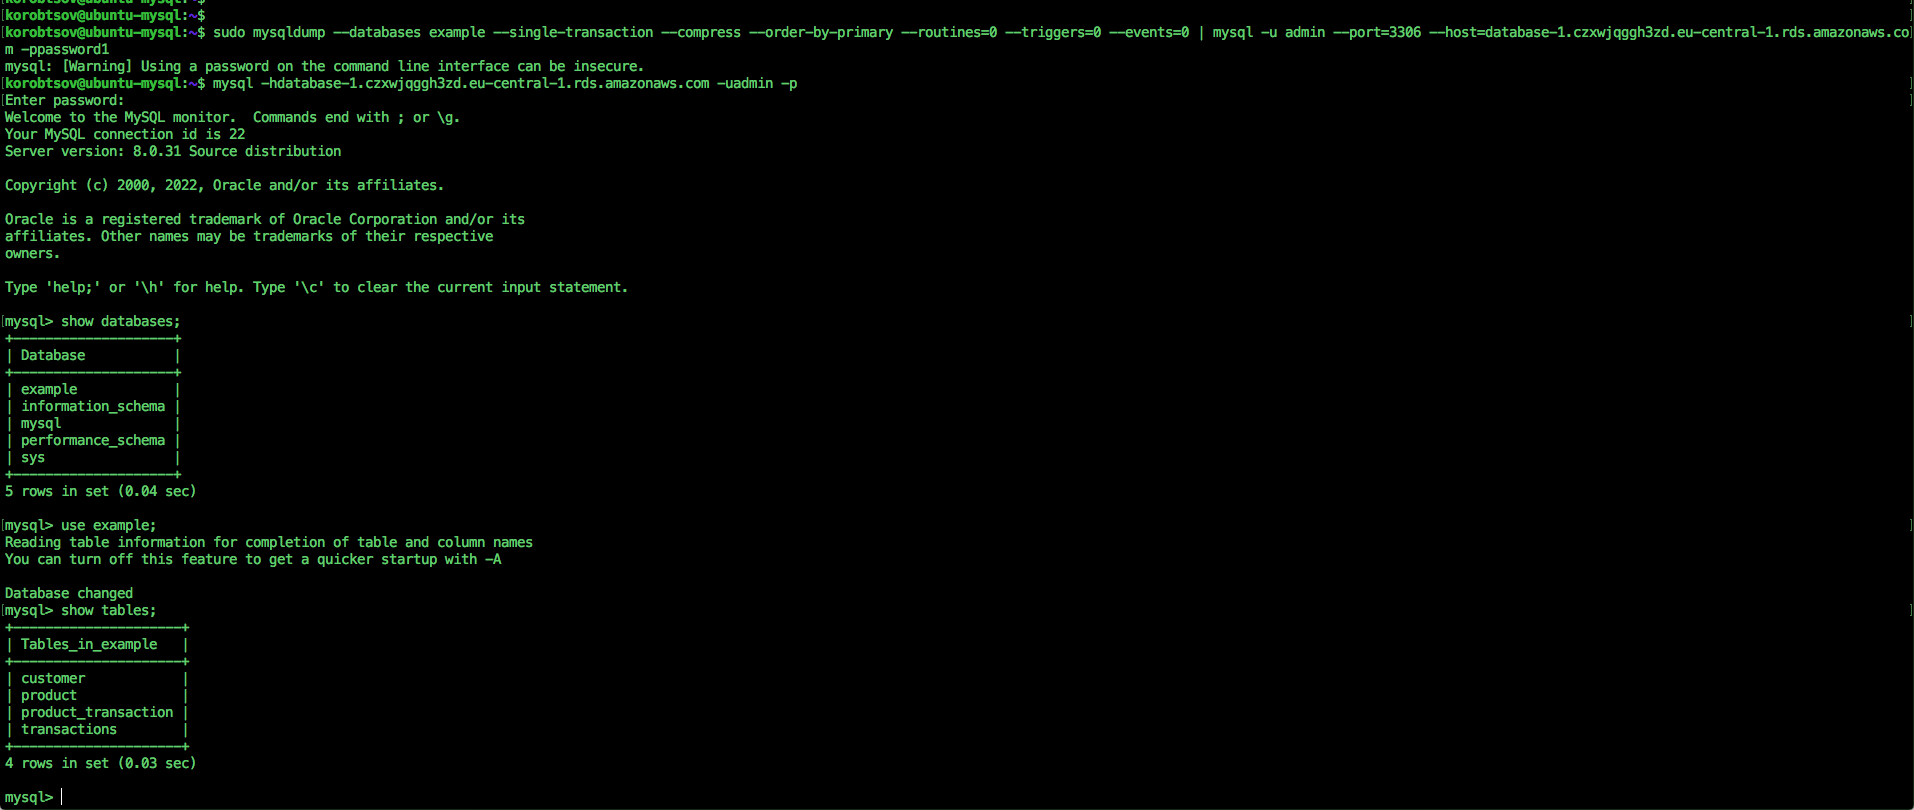 korobtsov@ubuntu-mysql:~$
[korobtsov@ubuntu-mysql:~$
[korobtsov@ubuntu-mysql:~$ sudo mysqldump --databases example --single-transaction --compress --order-by-primary --routines=0 --triggers=0 --events=0 | mysql -u admin --port=3306 --host=database-1.czxwjqggh3zd.eu-central-1.rds.amazonaws.co
m -ppassword1
mysql: [Warning] Using a password on the command line interface can be insecure.
[korobtsov@ubuntu-mysql:~$ mysql -hdatabase-1.czxwjqggh3zd.eu-central-1.rds.amazonaws.com -uadmin -p
[Enter password:
Welcome to the MySQL monitor.  Commands end with ; or \g.
Your MySQL connection id is 22
Server version: 8.0.31 Source distribution

Copyright (c) 2000, 2022, Oracle and/or its affiliates.

Oracle is a registered trademark of Oracle Corporation and/or its
affiliates. Other names may be trademarks of their respective
owners.

Type 'help;' or '\h' for help. Type '\c' to clear the current input statement.

[mysql> show databases;
+--------------------+
| Database           |
+--------------------+
| example            |
| information_schema |
| mysql              |
| performance_schema |
| sys                |
+--------------------+
5 rows in set (0.04 sec)

[mysql> use example;
Reading table information for completion of table and column names
You can turn off this feature to get a quicker startup with -A

Database changed
[mysql> show tables;
+---------------------+
| Tables_in_example   |
+---------------------+
| customer            |
| product             |
| product_transaction |
| transactions        |
+---------------------+
4 rows in set (0.03 sec)

mysql>